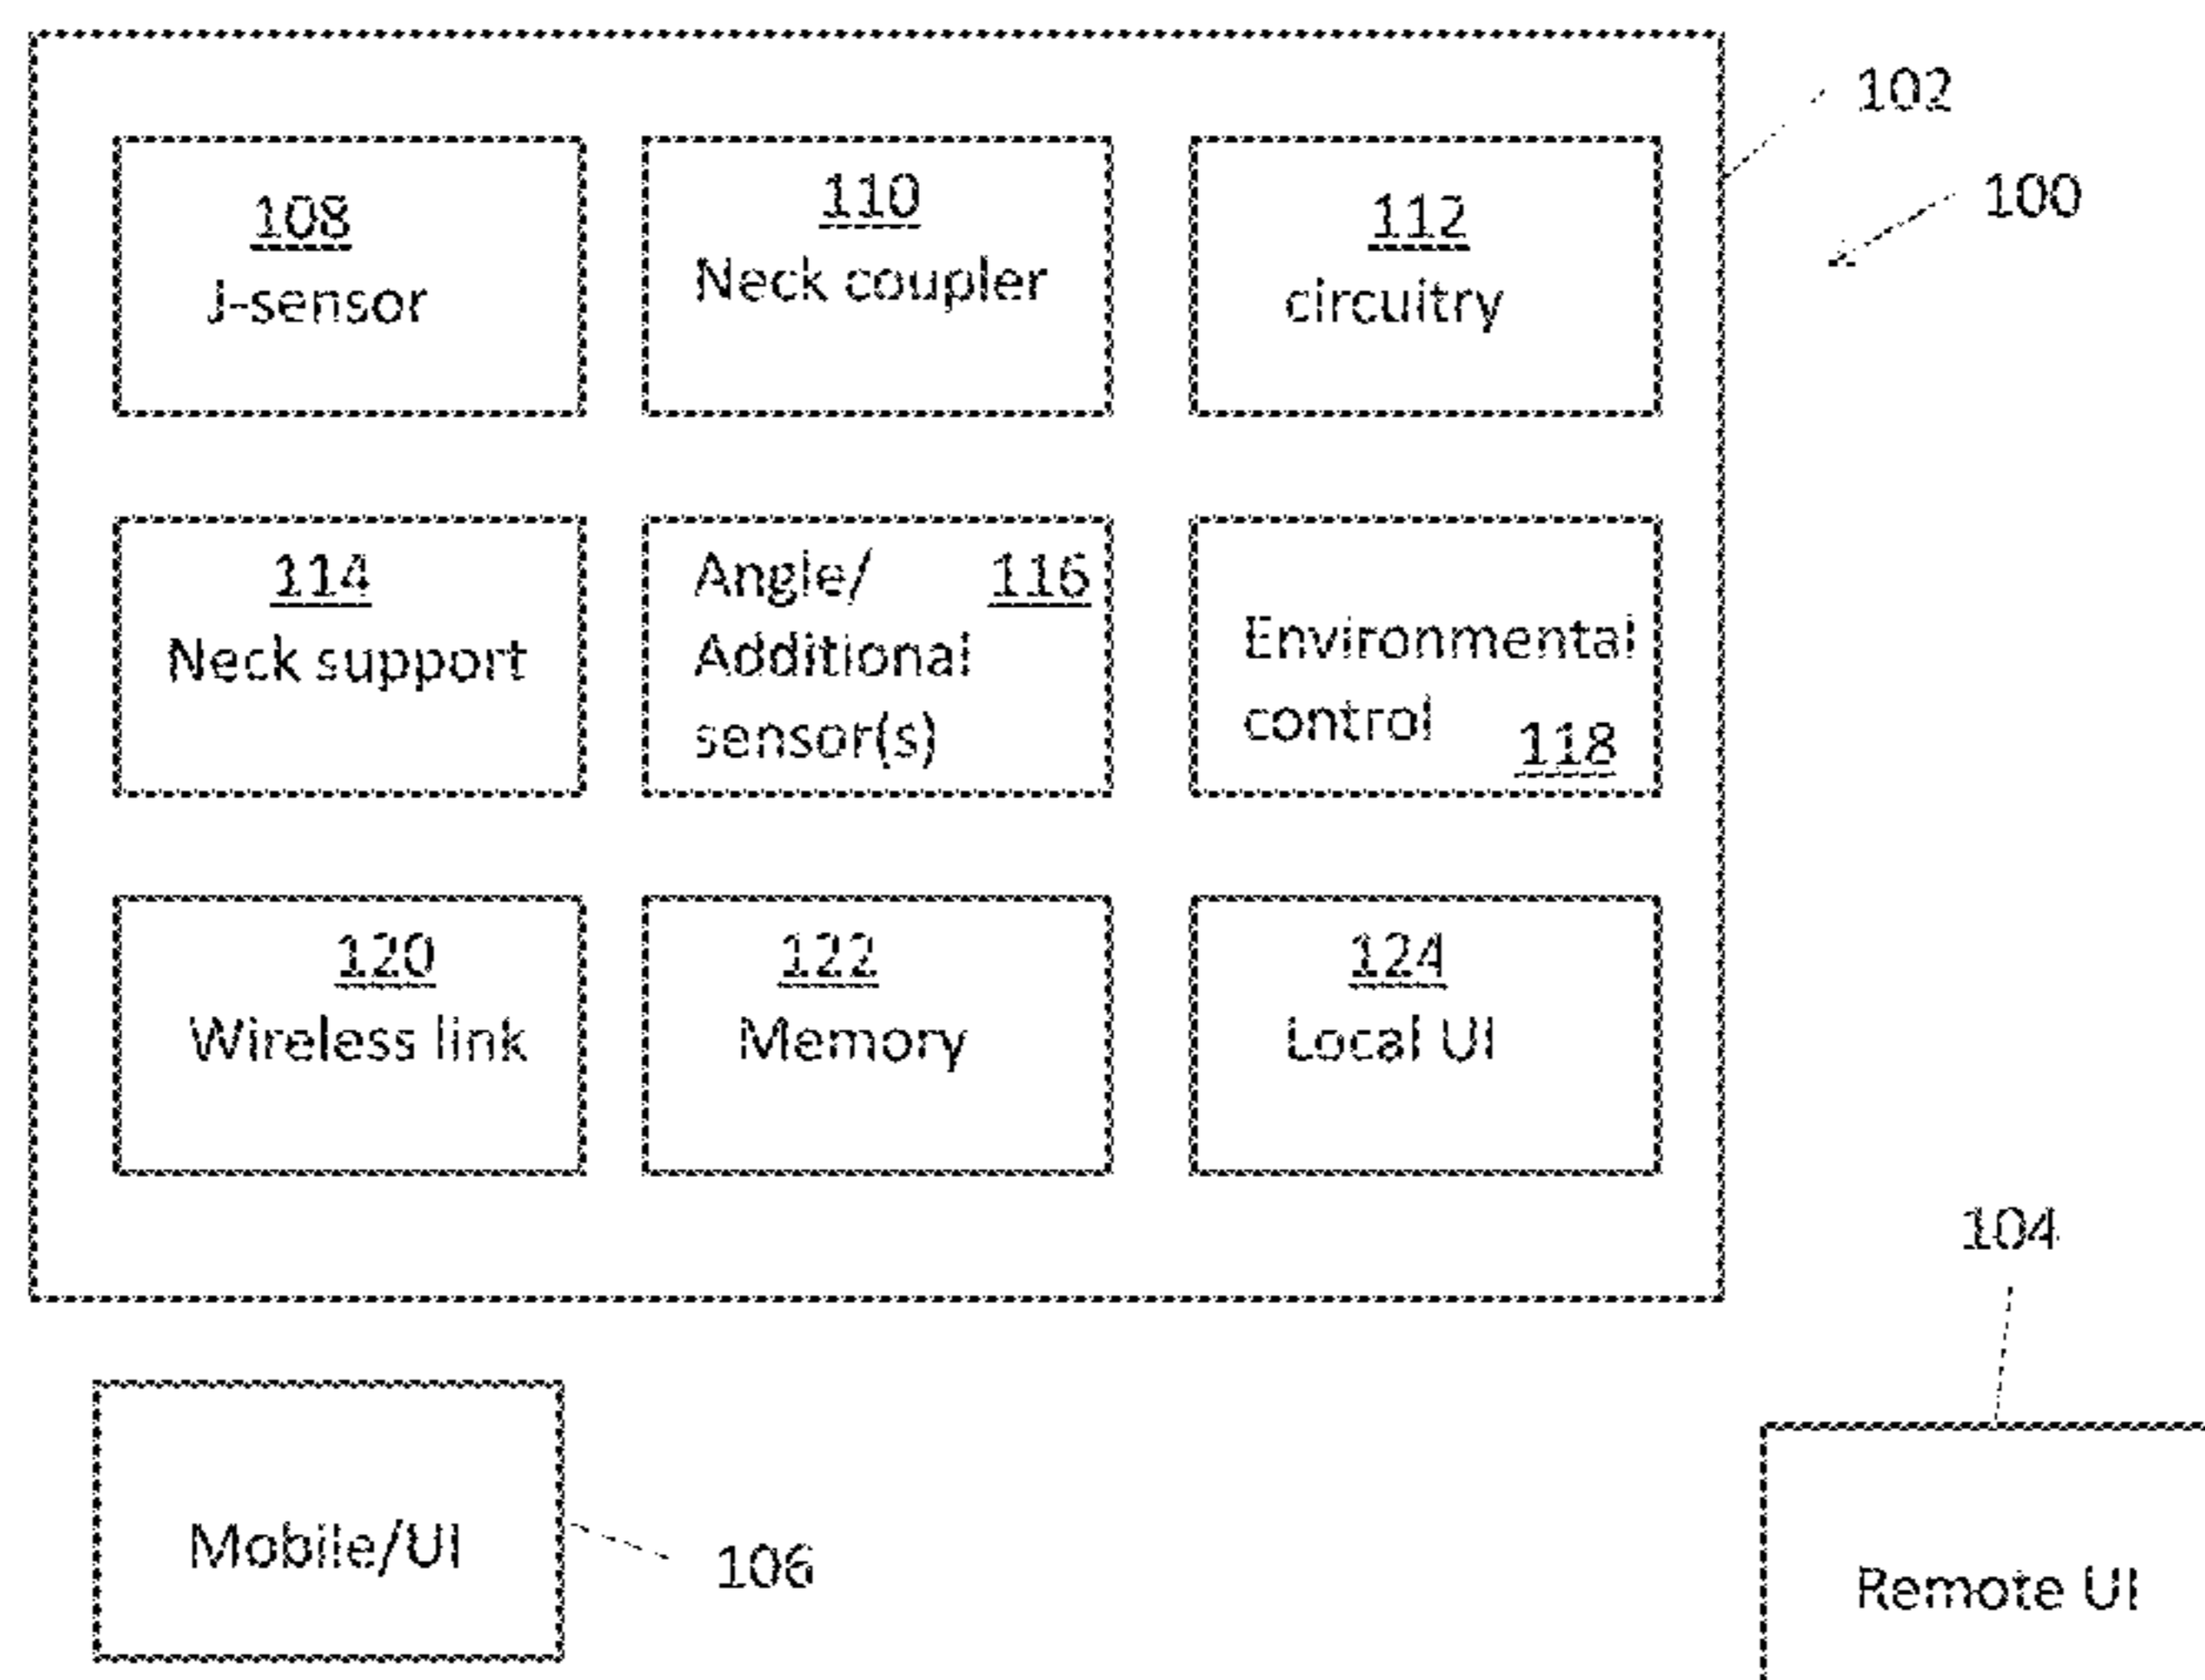 102
100
108
J-sensor
110
Neck coupler
112
circuitry
114
Neck support
Angle/ 116
Additional
sensor(s)
Environmental
control 118
120
Wireless link
122
Memory
124
Local UI
104
Mobile/UI
106
Remote UI